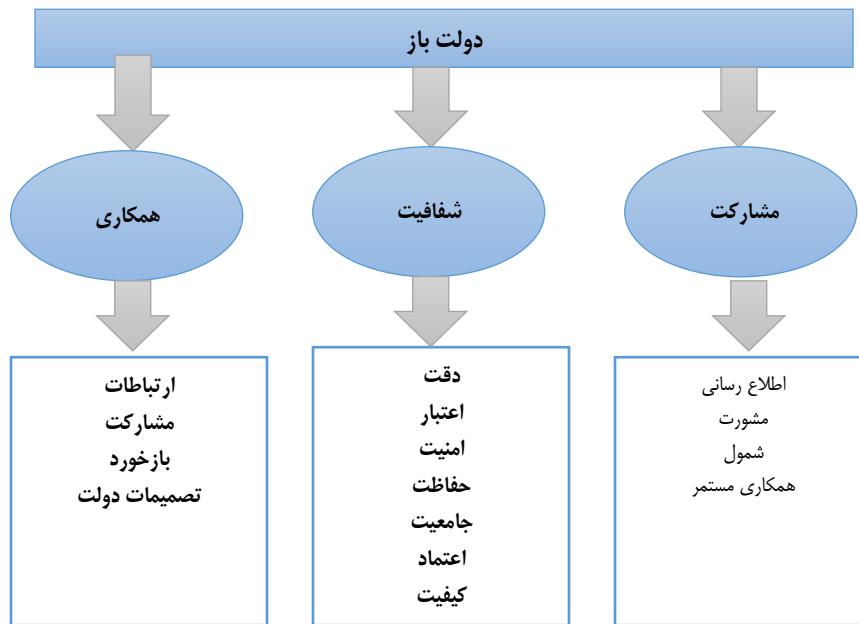 دولت باز
مشارکت
شفافیت
همکاری
اطلاع رسانی
مشورت
شمول
همکاری مستمر
دقت
اعتبار
امنیت
حفاظت
جامعیت
اعتماد
کیفیت
ارتباطات
مشارکت
بازخورد
تصمیمات دولت